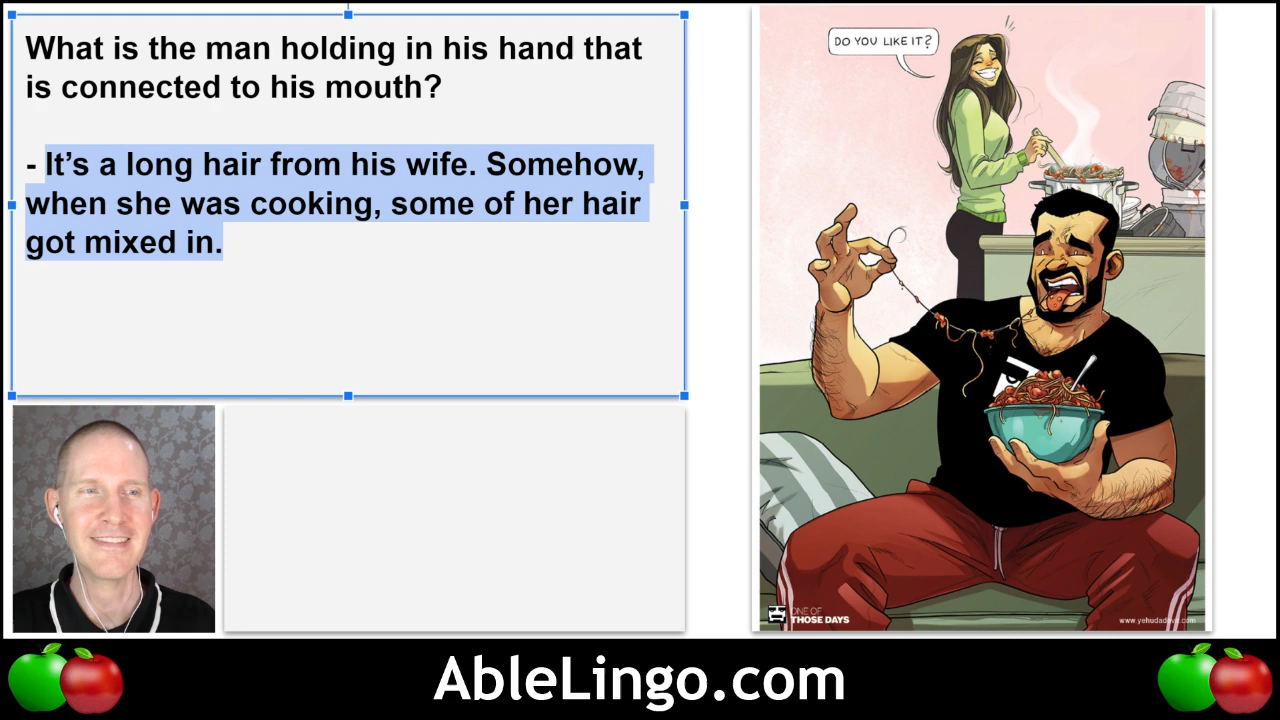 What is the man holding in his hand that
is connected to his mouth?
- It’s a long hair from his wife. Somehow,
when she was cooking, some of her hair
got mixed in.
DO YOU LIKE IT?
ONE OF
THOSE DAYS
AbleLingo.com